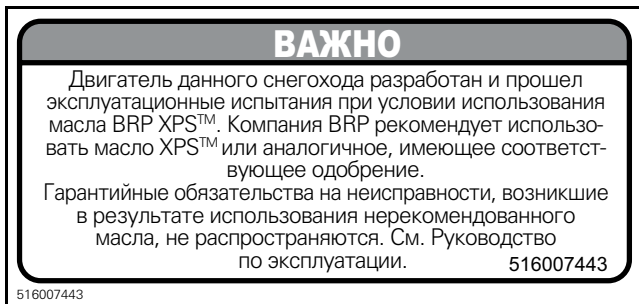 ВАЖНО
Двигатель данного снегохода разработан и прошел
эксплуатационные испытания при условии использования
масла BRP XPS™. Компания BRP рекомендует использо-
вать масло XPS™ или аналогичное, имеющее соответст-
вующее одобрение.
Гарантийные обязательства на неисправности, возникшие
в результате использования нерекомендованного
масла, не распространяются. См. Руководство
по эксплуатации. 516007443
516007443